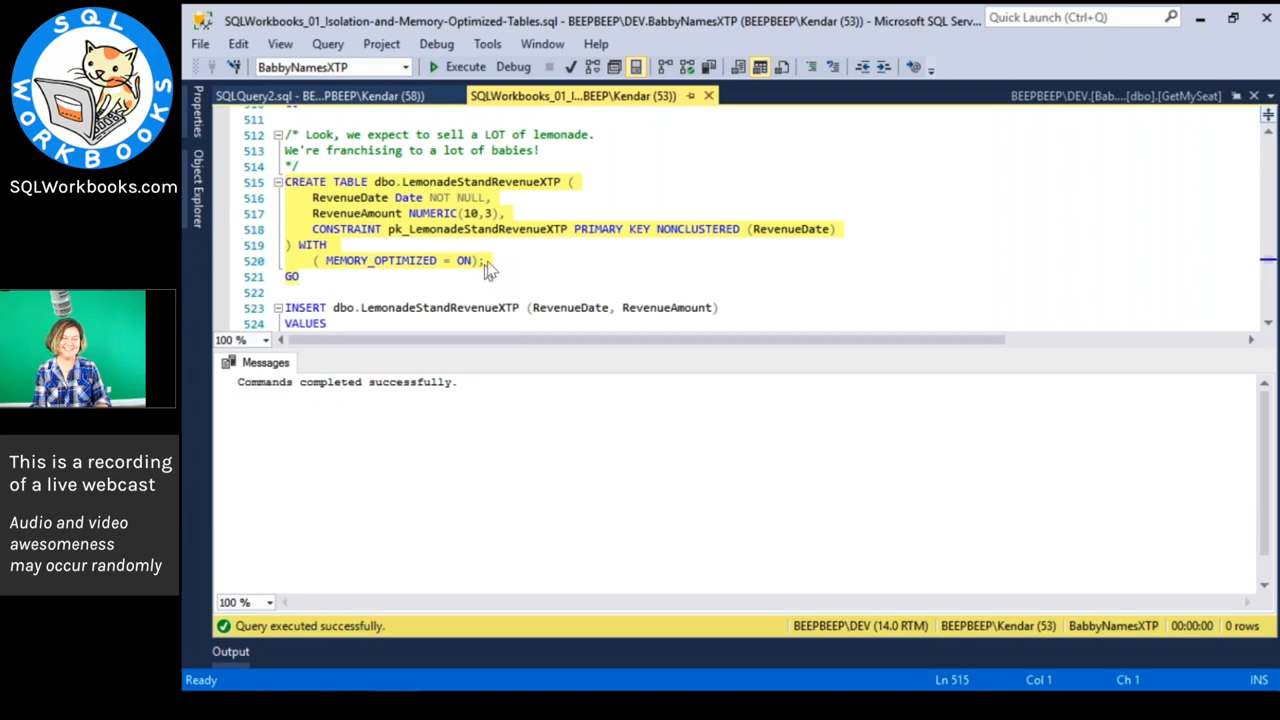 SQL
WORKBOOKS
SQLWorkbooks.com
This is a recording
of a live webcast
Audio and video
awesomeness
may occur randomly
SQLWorkbooks_01_Isolation-and-Memory-Optimized-Tables.sql - BEEPBEEP\DEV.BabbyNamesXTP (BEEPBEEP\Kendar (53)) - Microsoft SQL Serv...
Quick Launch (Ctrl+Q)
File Edit View Query Project Debug Tools Window Help
BabbyNamesXTP Execute Debug
SQLQuery2.sql - BE...PBEEP\Kendar (58)) SQLWorkbooks_01_I...BEEP\Kendar (53)) BEEPBEEP\DEV.[Bab....[dbo].[GetMySeat]
Properties
Object Explorer
511
512 /* Look, we expect to sell a LOT of lemonade.
513 We're franchising to a lot of babies!
514 */
515 CREATE TABLE dbo.LemonadeStandRevenueXTP (
516 RevenueDate Date NOT NULL,
517 RevenueAmount NUMERIC(10,3),
518 CONSTRAINT pk_LemonadeStandRevenueXTP PRIMARY KEY NONCLUSTERED (RevenueDate)
519 ) WITH
520 ( MEMORY_OPTIMIZED = ON);
521 GO
522
523 INSERT dbo.LemonadeStandRevenueXTP (RevenueDate, RevenueAmount)
524 VALUES
100 %
Messages
Commands completed successfully.
100 %
Query executed successfully. BEEPBEEP\DEV (14.0 RTM) BEEPBEEP\Kendar (53) BabbyNamesXTP 00:00:00 0 rows
Output
Ready Ln 515 Col 1 Ch 1 INS